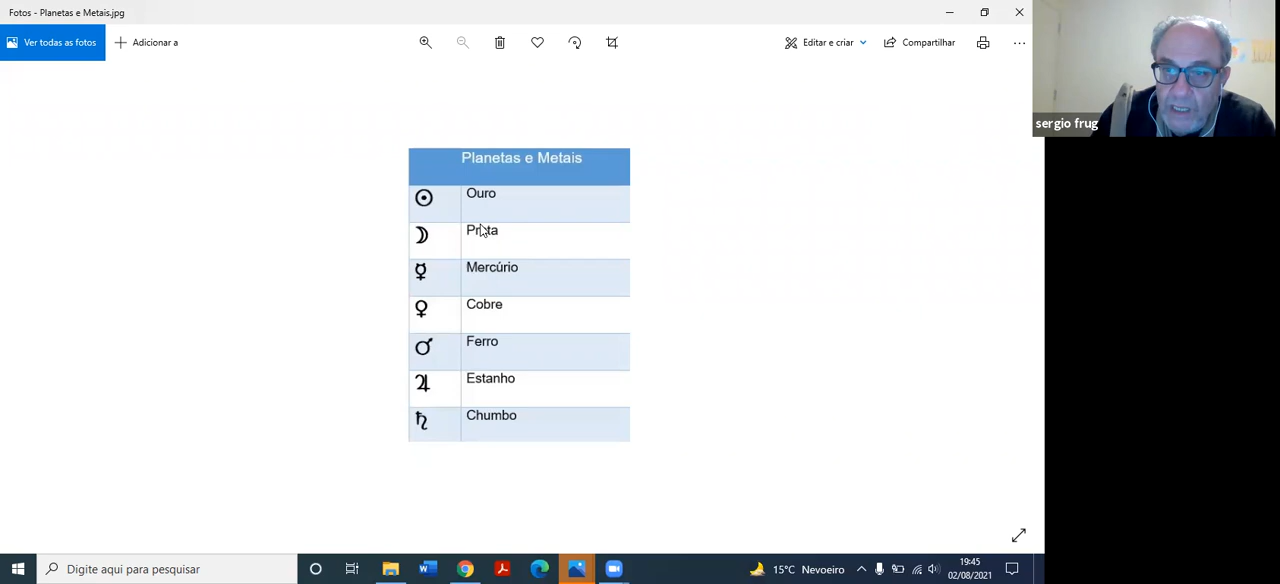 Fotos - Planetas e Metais.jpg
Ver todas as fotos
Adicionar a
Editar e criar
Compartilhar
sergio frug
Planetas e Metais
☉ Ouro
☽ Prata
☿ Mercúrio
♀ Cobre
♂ Ferro
♃ Estanho
♄ Chumbo
Digite aqui para pesquisar
15°C Nevoeiro
19:45
02/08/2021